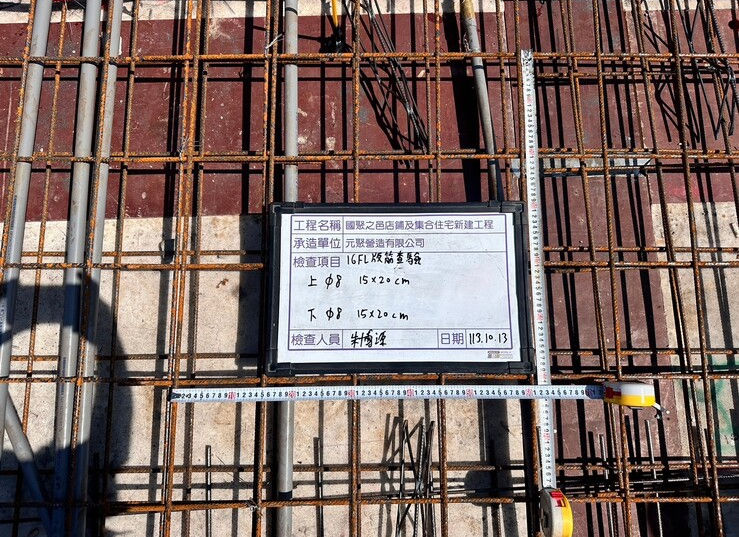 工程名稱 國聚之邑店鋪及集合住宅新建工程
承造單位 元聚營造有限公司
檢查項目 16FL版筋查驗
上 φ8 15×20cm
下 φ8 15×20cm
檢查人員 朱博源 日期 113.10.13